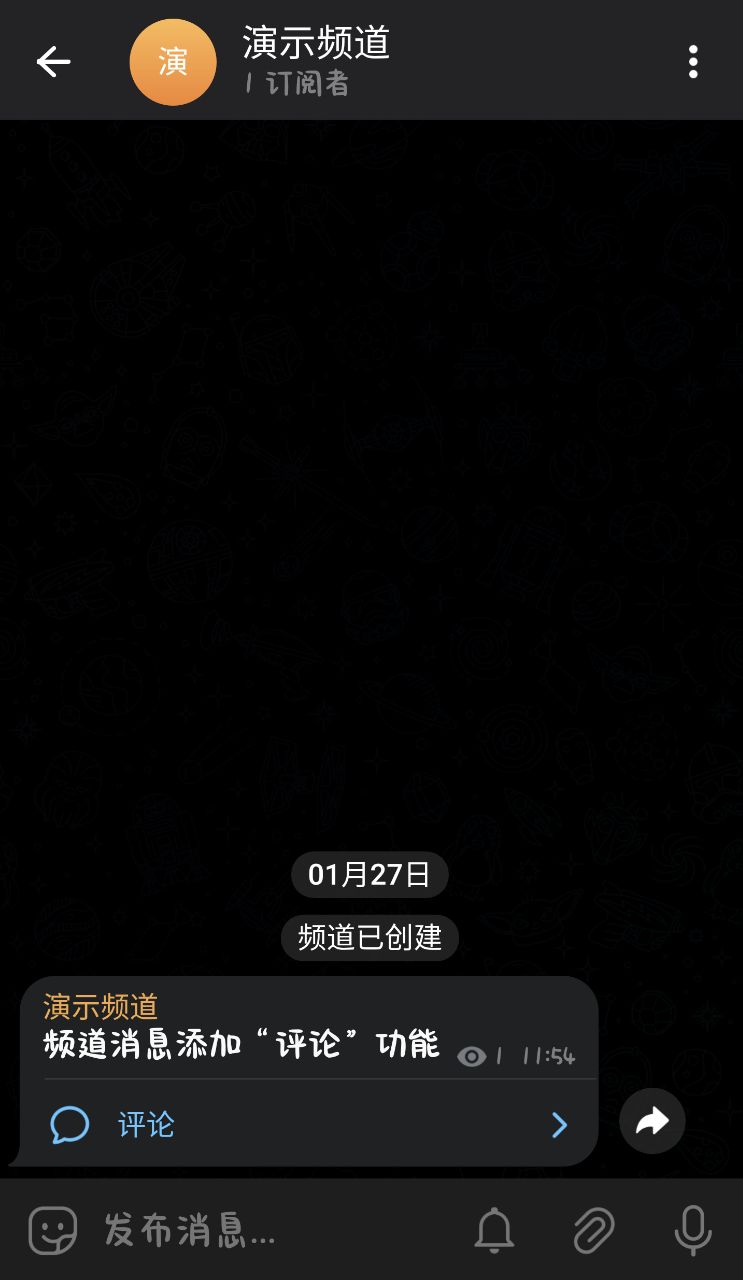 演
演示频道
1 订阅者
01月27日
频道已创建
演示频道
频道消息添加“评论”功能
1 11:54
评论
发布消息...